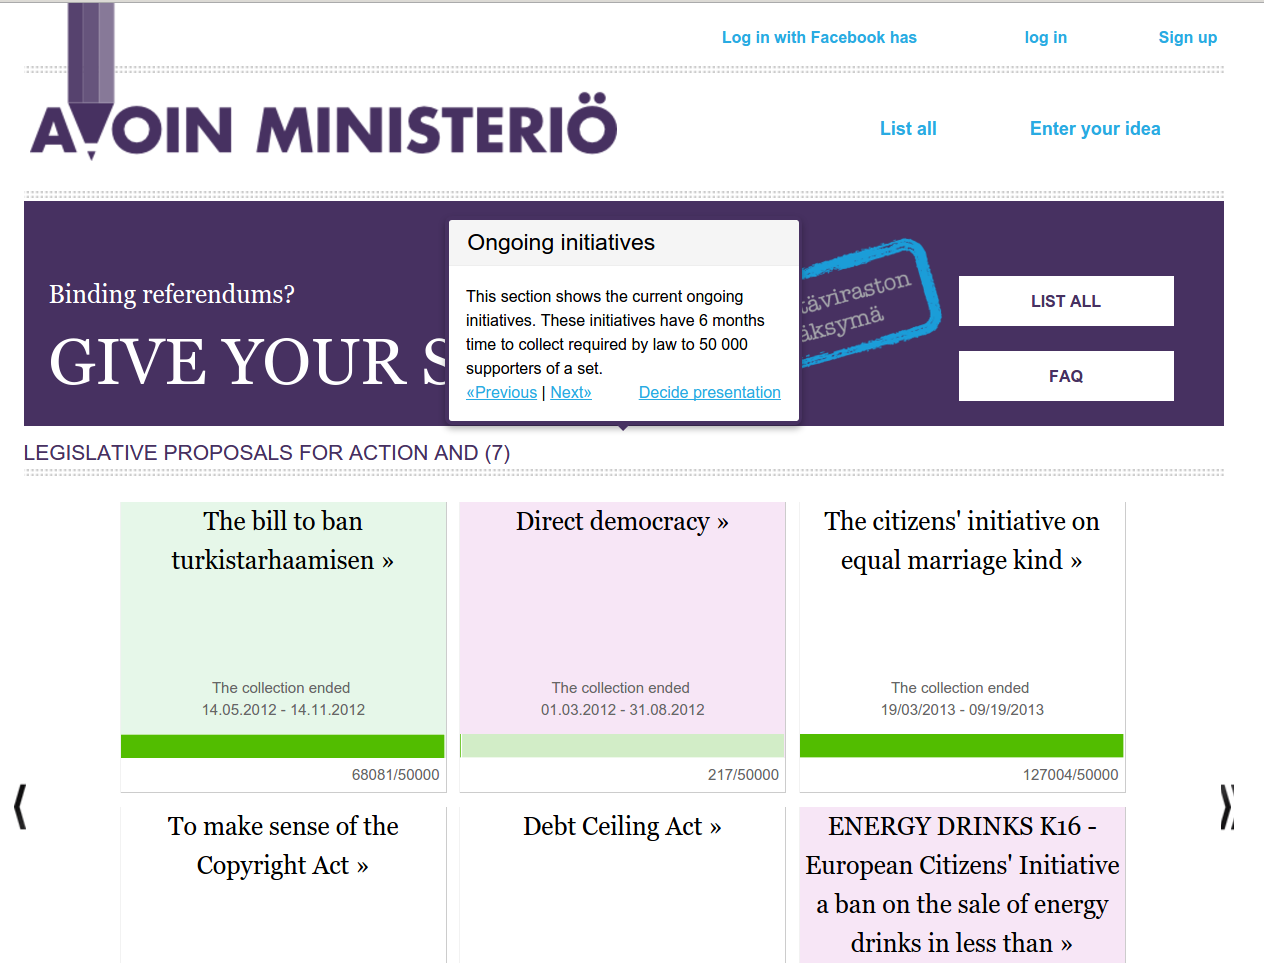 Log in with Facebook has
log in
Sign up
AVOIN MINISTERIÖ
List all
Enter your idea
Binding referendums?
GIVE YOUR S
Ongoing initiatives
This section shows the current ongoing
initiatives. These initiatives have 6 months
time to collect required by law to 50 000
supporters of a set.
«Previous | Next»
Decide presentation
täviraston
äksymä
LIST ALL
FAQ
LEGISLATIVE PROPOSALS FOR ACTION AND (7)
The bill to ban
turkistarhaamisen »
The collection ended
14.05.2012 - 14.11.2012
68081/50000
Direct democracy »
The collection ended
01.03.2012 - 31.08.2012
217/50000
The citizens' initiative on
equal marriage kind »
The collection ended
19/03/2013 - 09/19/2013
127004/50000
To make sense of the
Copyright Act »
Debt Ceiling Act »
ENERGY DRINKS K16 -
European Citizens' Initiative
a ban on the sale of energy
drinks in less than »